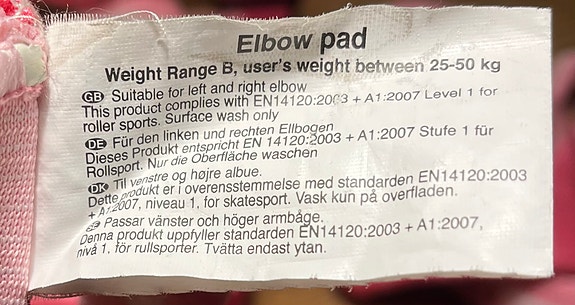 Elbow pad
Weight Range B, user's weight between 25-50 kg
GB Suitable for left and right elbow
This product complies with EN14120:2003 + A1:2007 Level 1 for
roller sports. Surface wash only
DE Für den linken und rechten Ellbogen
Dieses Produkt entspricht EN 14120:2003 + A1:2007 Stufe 1 für
Rollsport. Nur die Oberfläche waschen
DK Til venstre og højre albue.
Dette produkt er i overensstemmelse med standarden EN14120:2003
+ A1:2007, niveau 1, for skatesport. Vask kun på overfladen.
Passar vänster och höger armbåge.
Denna produkt uppfyller standarden EN14120:2003 + A1:2007,
nivå 1, för rullsporter. Tvätta endast ytan.